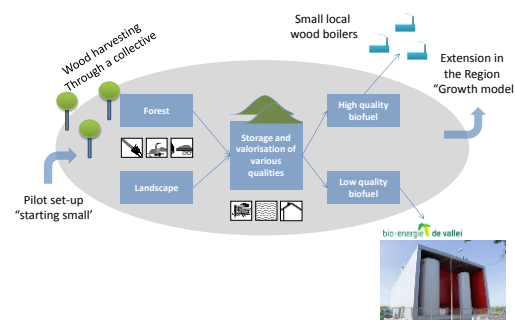 Small local
wood boilers
Wood harvesting
Through a collective
Extension in
the Region
“Growth model
Forest
High quality
biofuel
Storage and
valorisation of
various
qualities
Landscape
Low quality
biofuel
Pilot set-up
“starting small’
bio-energie de vallei